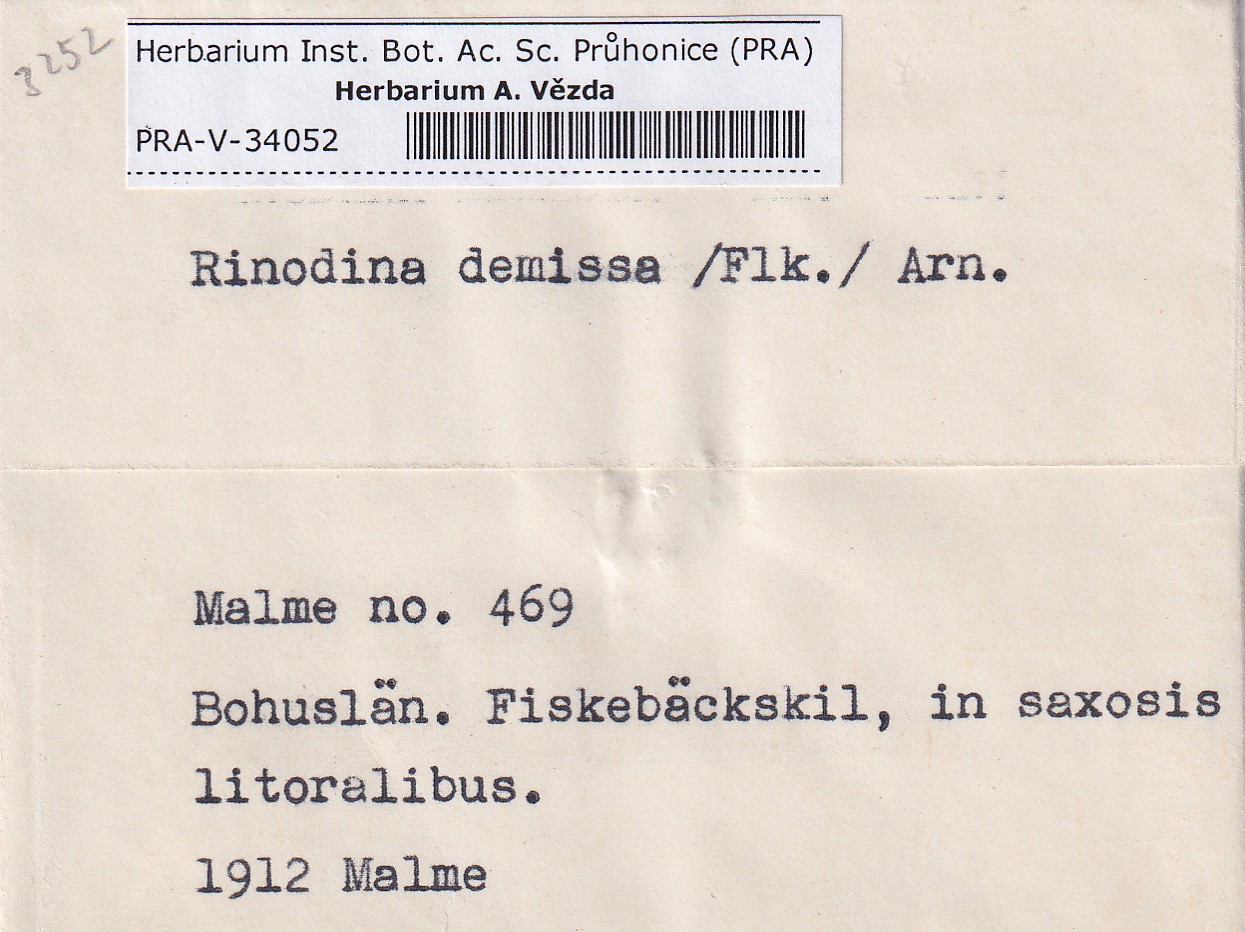 3252
Herbarium Inst. Bot. Ac. Sc. Průhonice (PRA)
Herbarium A. Vězda
PRA-V-34052
Rinodina demissa /Flk./ Arn.
Malme no. 469
Bohuslän. Fiskebäckskil, in saxosis
litoralibus.
1912 Malme